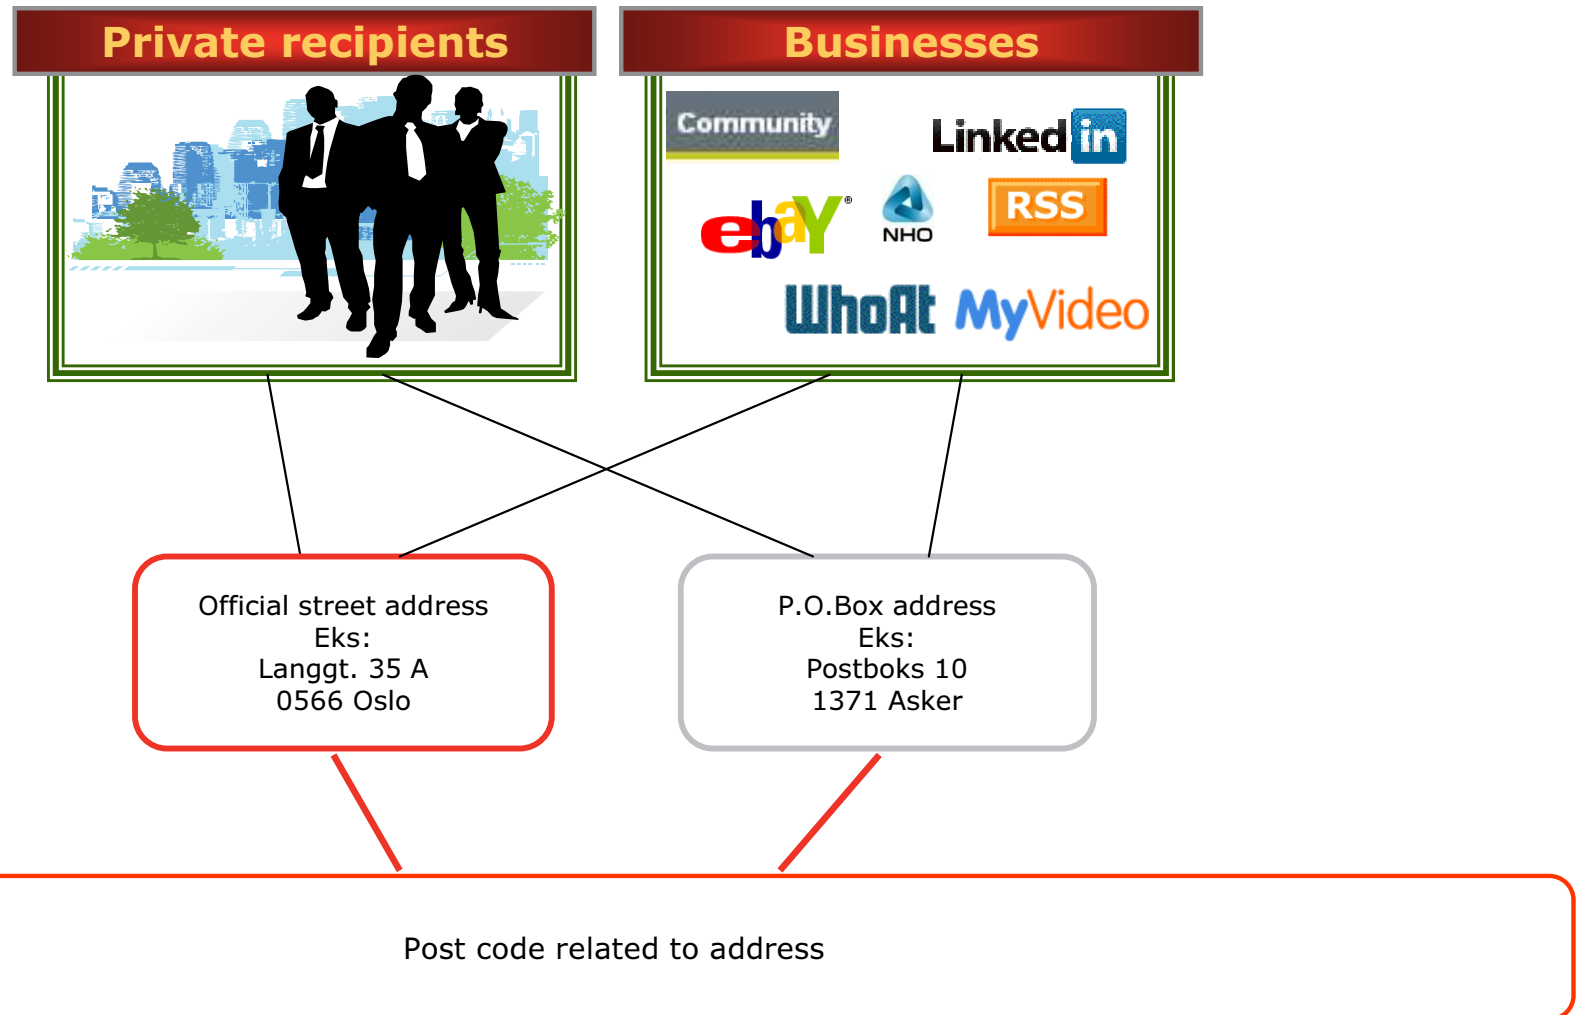 Private recipients
Businesses
Community
Linked in
ebaY®
NHO
RSS
WhoAt
MyVideo
Official street address
Eks:
Langgt. 35 A
0566 Oslo
P.O.Box address
Eks:
Postboks 10
1371 Asker
Post code related to address